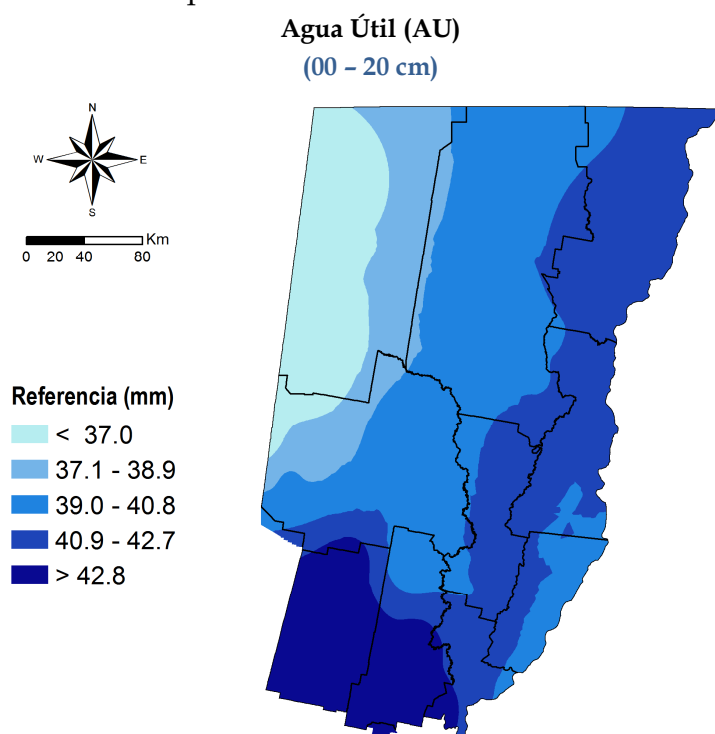 Agua Útil (AU)
(00 – 20 cm)
N
W
E
S
Km
0 20 40 80
Referencia (mm)
< 37.0
37.1 - 38.9
39.0 - 40.8
40.9 - 42.7
> 42.8